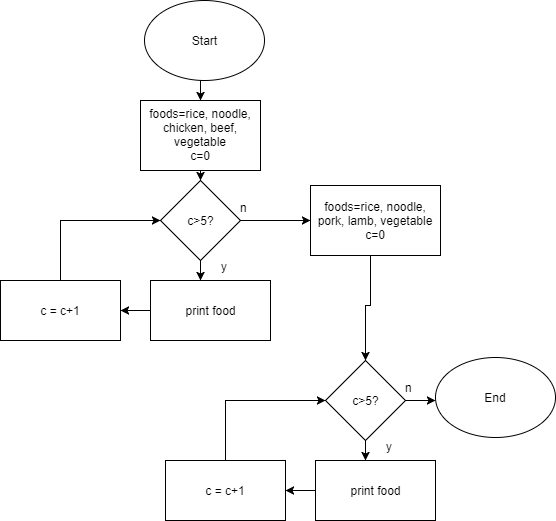 Start
foods=rice, noodle,
chicken, beef,
vegetable
c=0
c>5?
n
y
print food
c = c+1
foods=rice, noodle,
pork, lamb, vegetable
c=0
c>5?
n
y
End
print food
c = c+1